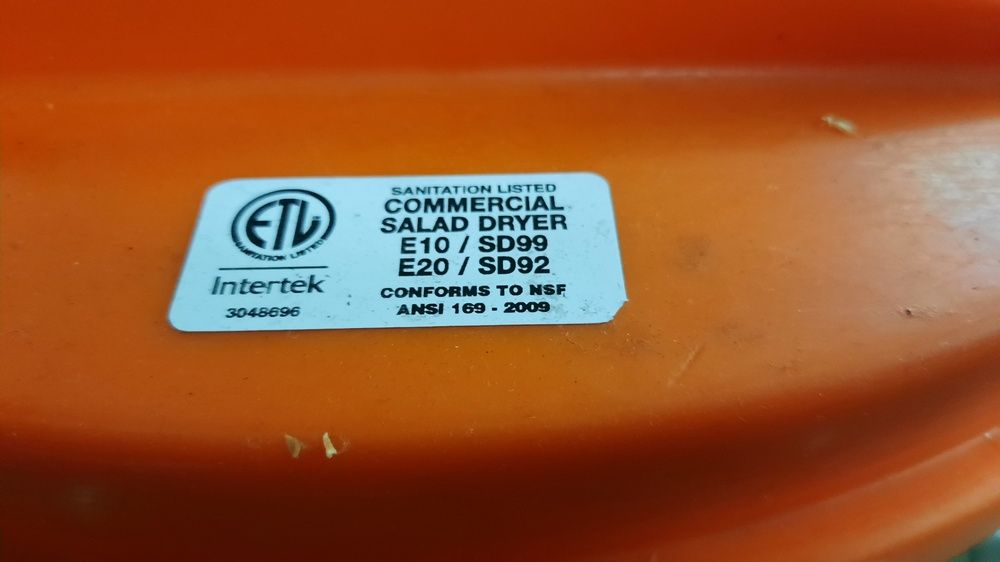 ETL
SANITATION LISTED
Intertek
3048696
SANITATION LISTED
COMMERCIAL
SALAD DRYER
E10 / SD99
E20 / SD92
CONFORMS TO NSF
ANSI 169 - 2009